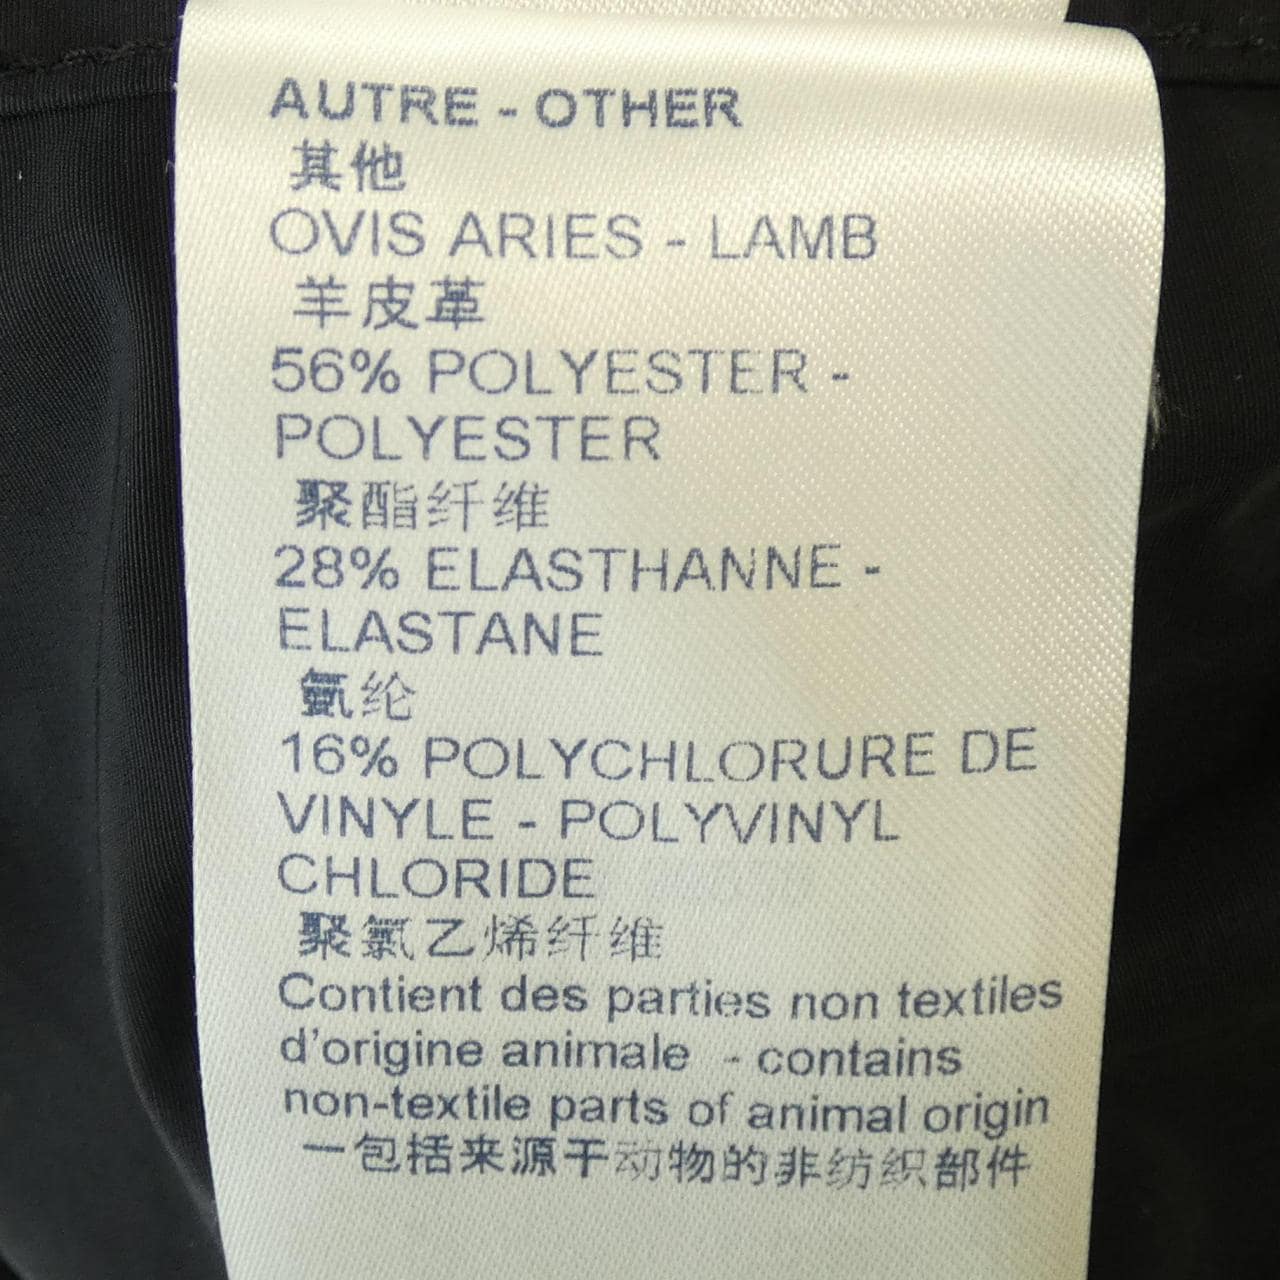 AUTRE - OTHER
其他
OVIS ARIES - LAMB
羊皮革
56% POLYESTER -
POLYESTER
聚酯纤维
28% ELASTHANNE -
ELASTANE
氨纶
16% POLYCHLORURE DE
VINYLE - POLYVINYL
CHLORIDE
聚氯乙烯纤维
Contient des parties non textiles
d'origine animale - contains
non-textile parts of animal origin
一包括来源于动物的非纺织部件